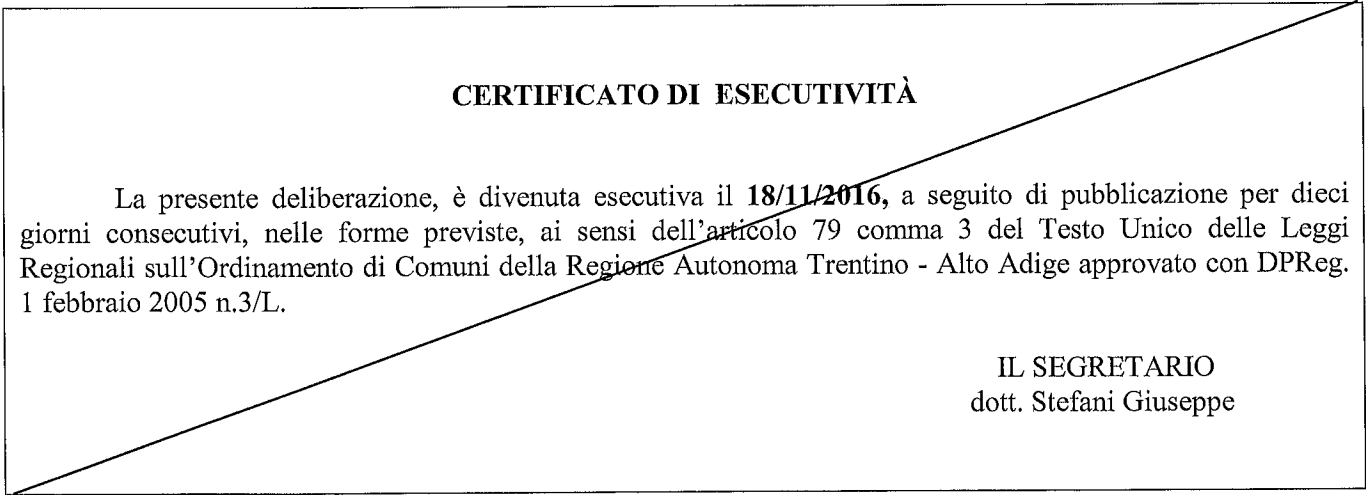 CERTIFICATO DI ESECUTIVITÀ
La presente deliberazione, è divenuta esecutiva il 18/11/2016, a seguito di pubblicazione per dieci
giorni consecutivi, nelle forme previste, ai sensi dell'articolo 79 comma 3 del Testo Unico delle Leggi
Regionali sull'Ordinamento di Comuni della Regione Autonoma Trentino - Alto Adige approvato con DPReg.
1 febbraio 2005 n.3/L.
IL SEGRETARIO
dott. Stefani Giuseppe